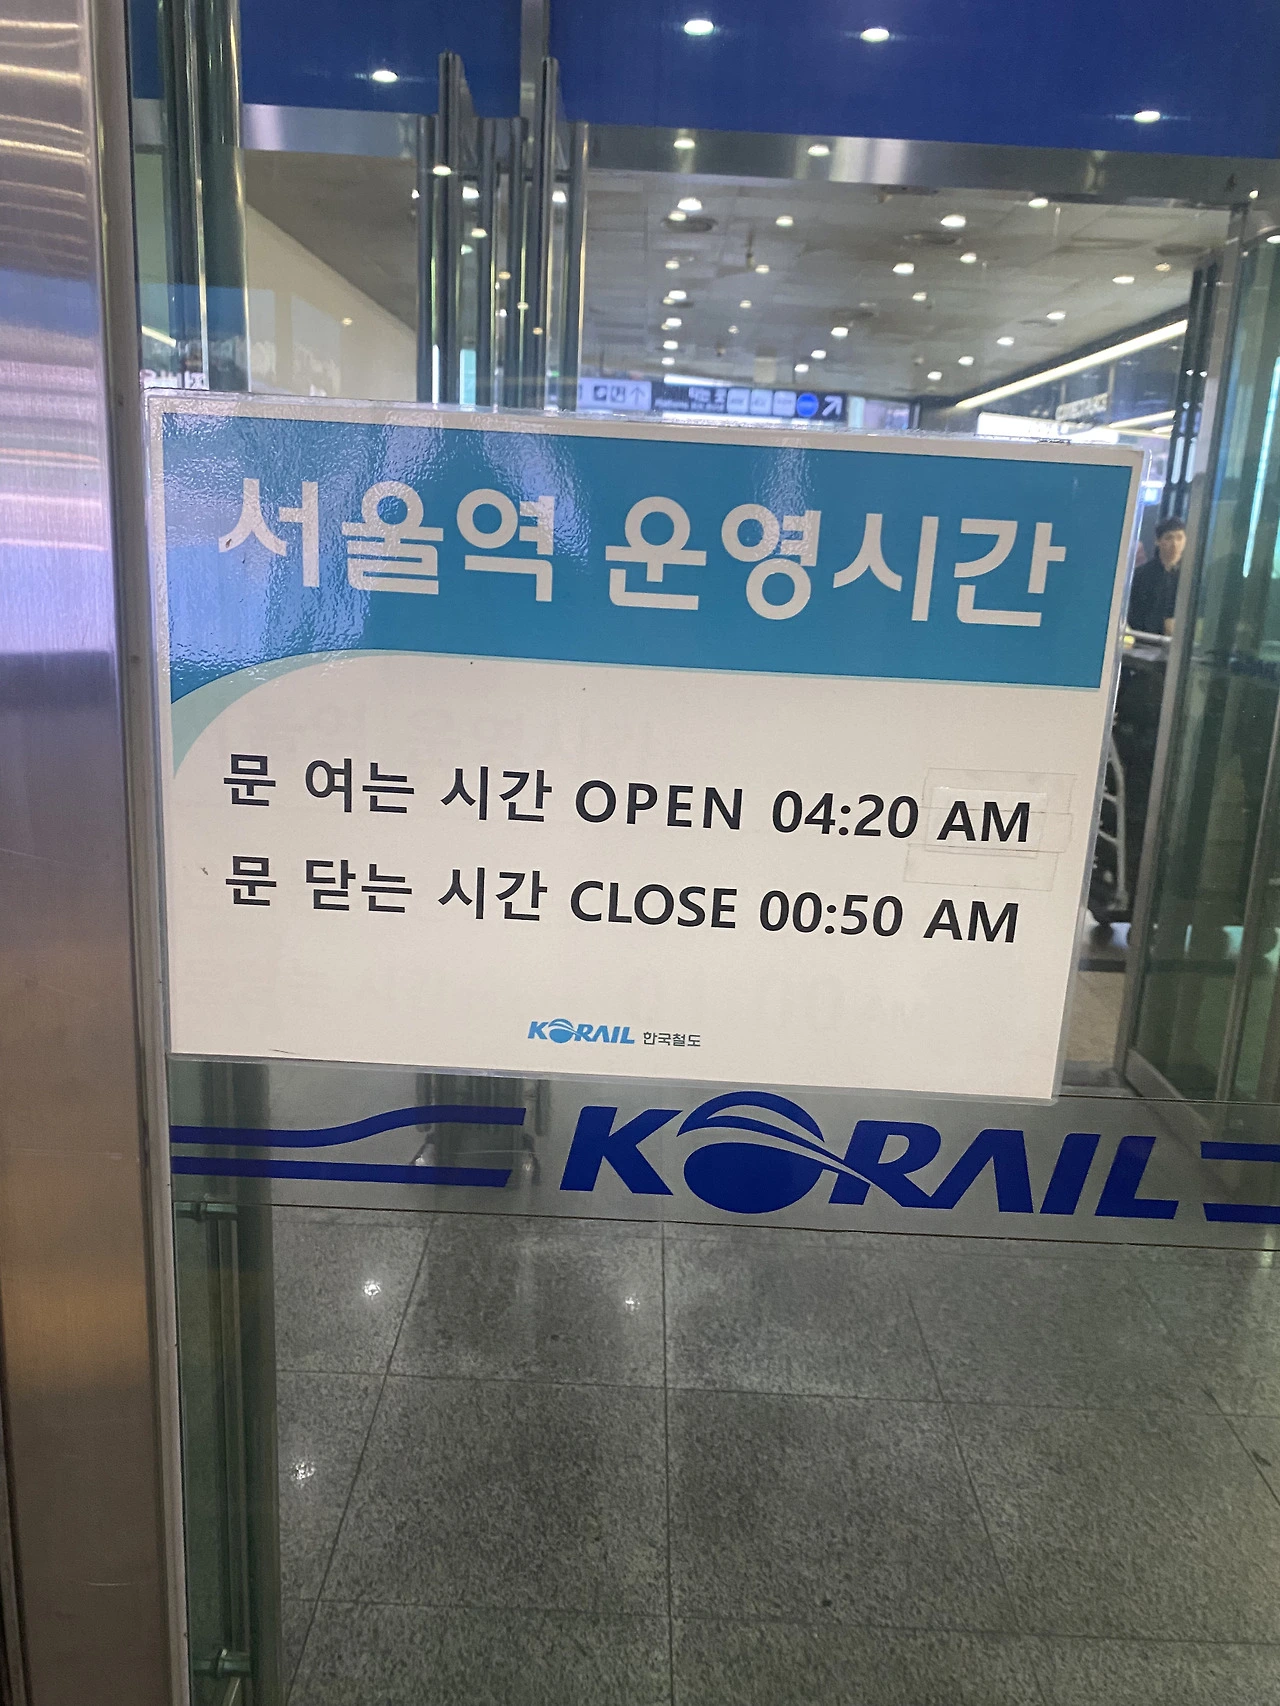 서울역 운영시간
문 여는 시간 OPEN 04:20 AM
문 닫는 시간 CLOSE 00:50 AM
KORAIL 한국철도
KORAIL